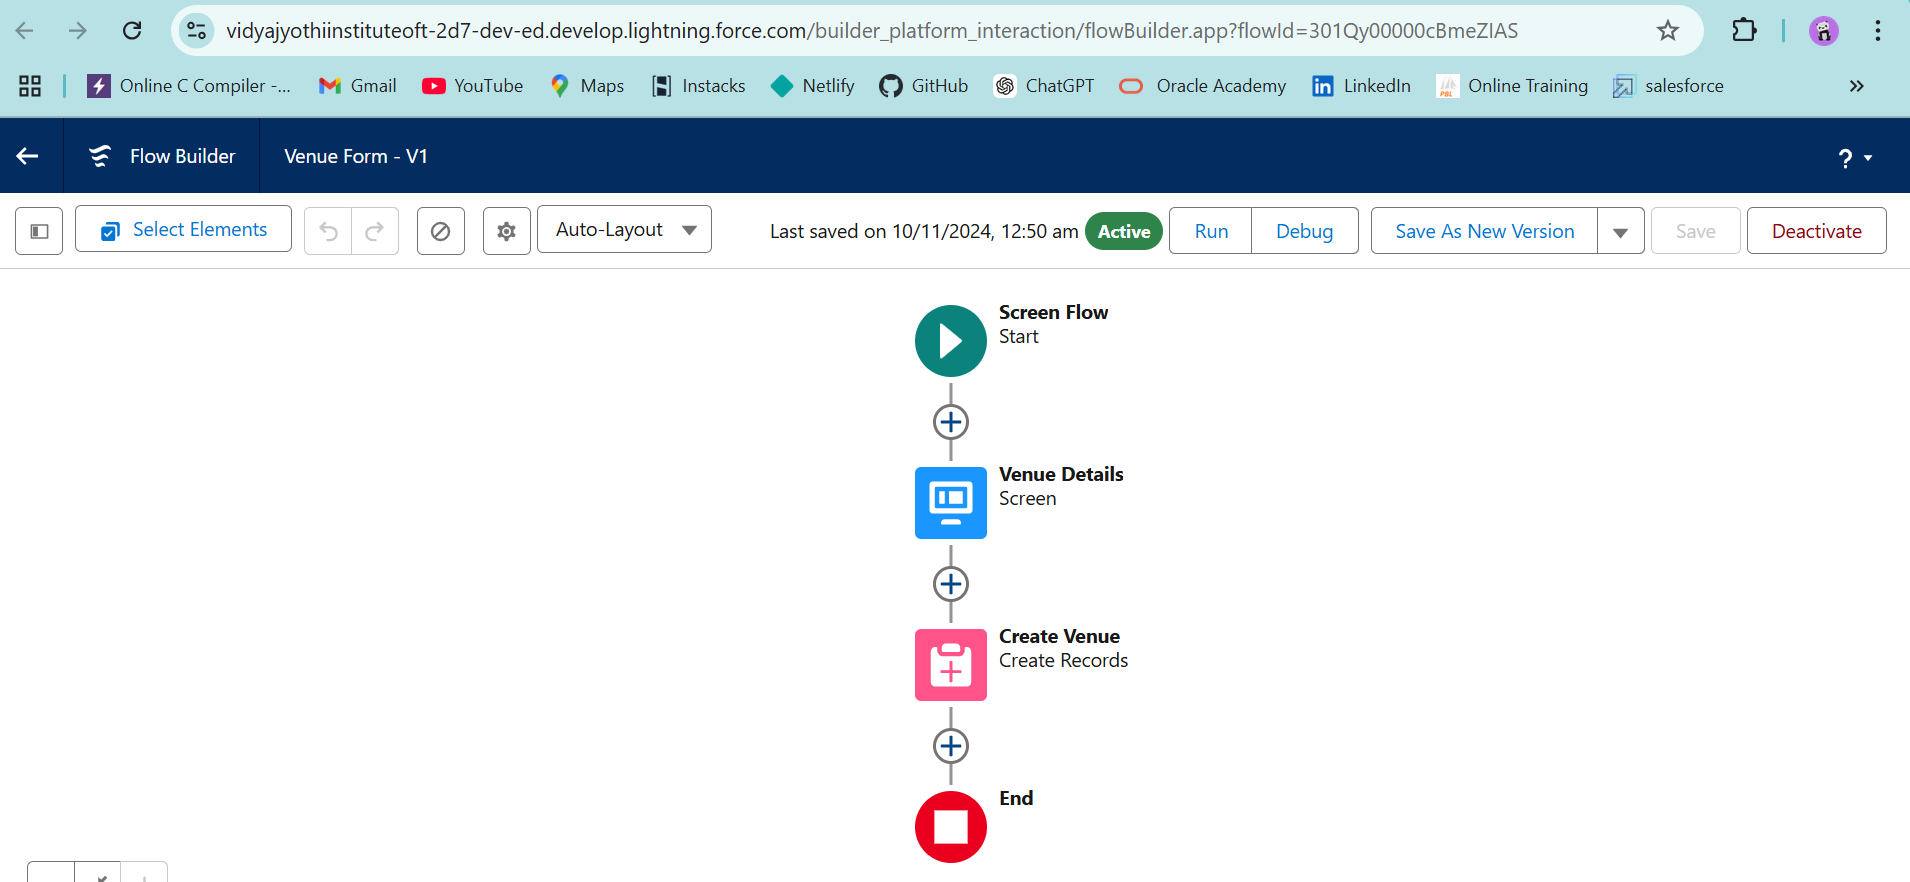 vidyajyothiinstituteoft-2d7-dev-ed.develop.lightning.force.com/builder_platform_interaction/flowBuilder.app?flowId=301Qy00000cBmeZIAS
Online C Compiler -... Gmail YouTube Maps Instacks Netlify GitHub ChatGPT Oracle Academy LinkedIn Online Training salesforce »
Flow Builder Venue Form - V1 ?
Select Elements Auto-Layout Last saved on 10/11/2024, 12:50 am Active Run Debug Save As New Version Save Deactivate
Screen Flow
Start
Venue Details
Screen
Create Venue
Create Records
End